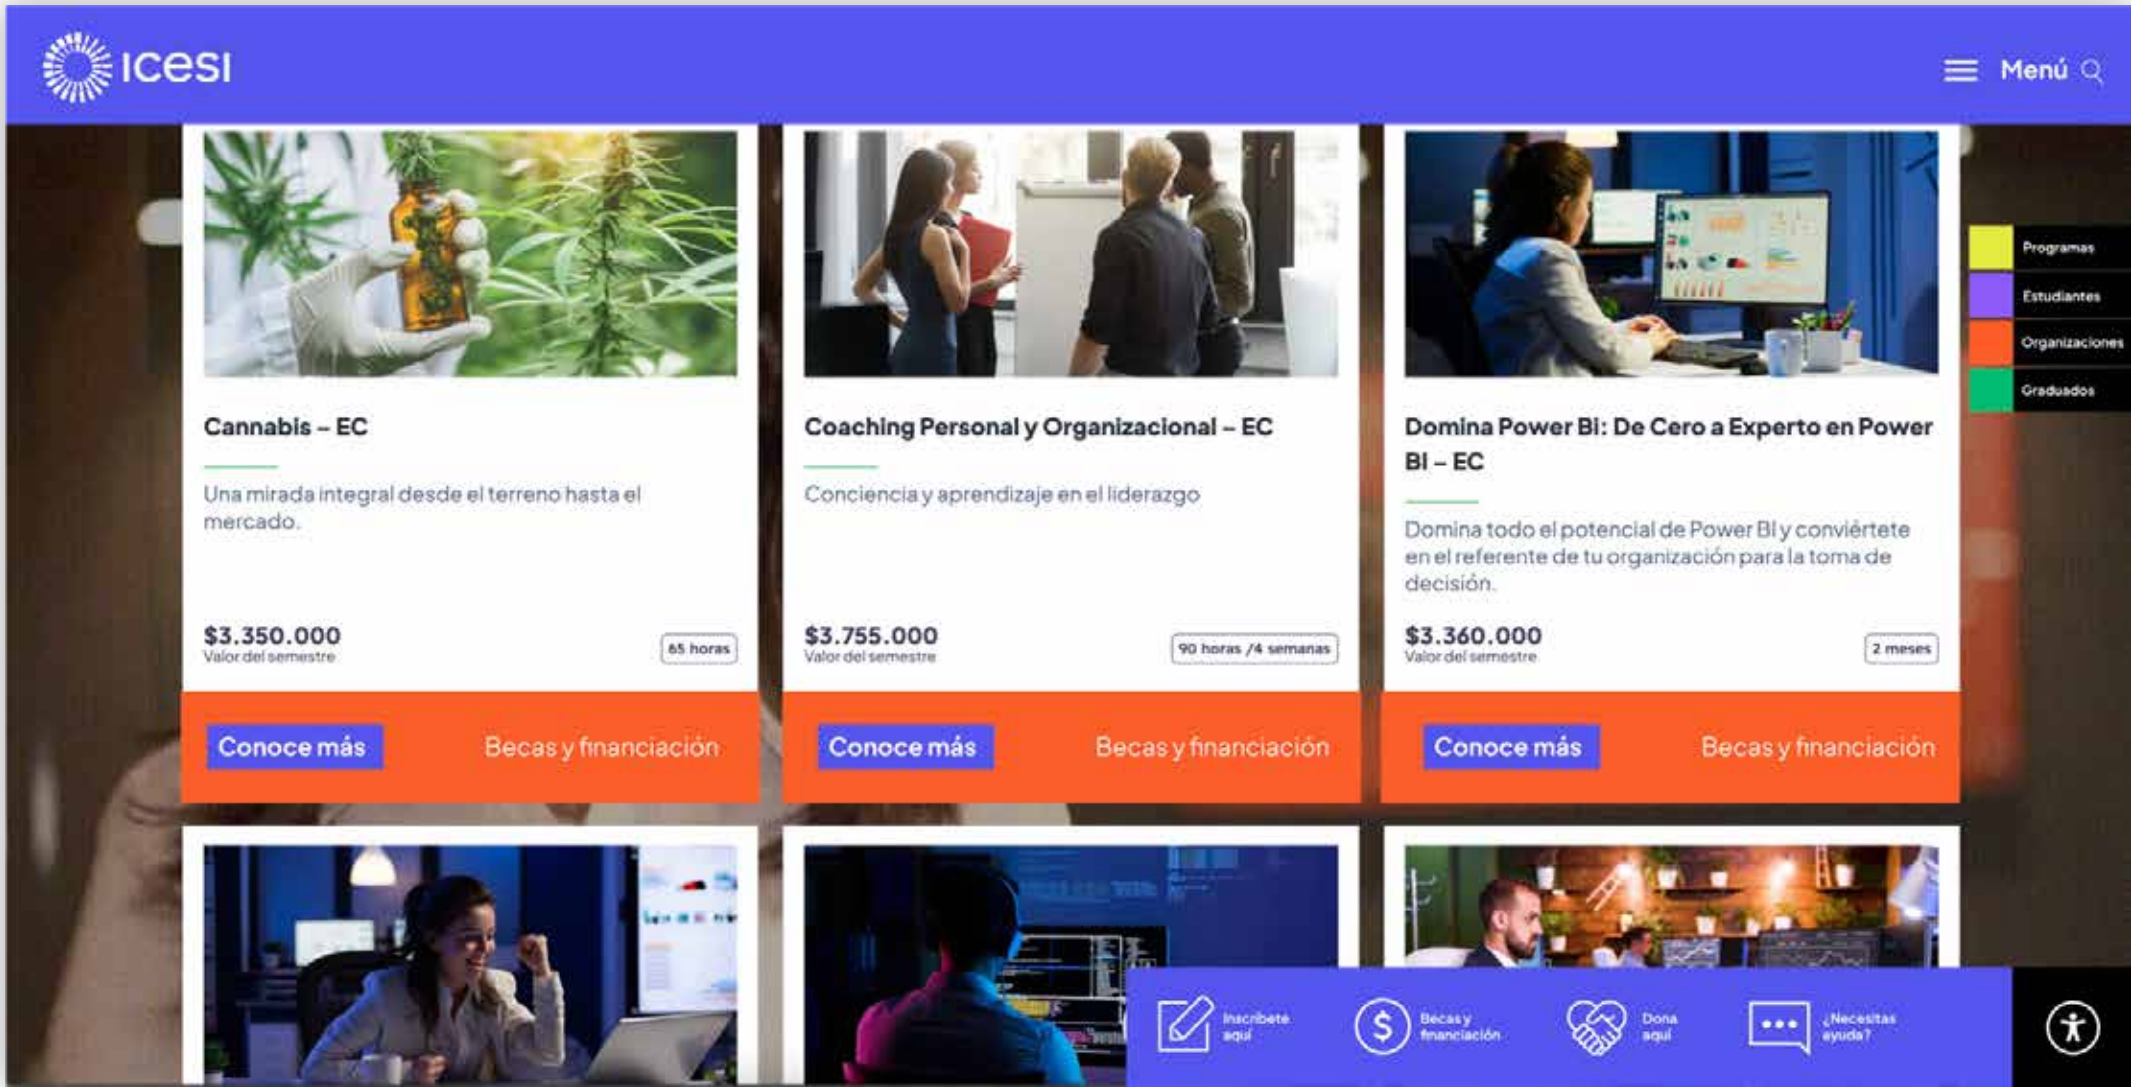 ICESI
Menú
Programas
Estudiantes
Organizaciones
Graduados
Cannabis – EC
Una mirada integral desde el terreno hasta el
mercado.
$3.350.000
Valor del semestre
65 horas
Conoce más
Becas y financiación
Coaching Personal y Organizacional – EC
Conciencia y aprendizaje en el liderazgo
$3.755.000
Valor del semestre
90 horas /4 semanas
Conoce más
Becas y financiación
Domina Power Bi: De Cero a Experto en Power
BI – EC
Domina todo el potencial de Power BI y conviértete
en el referente de tu organización para la toma de
decisión.
$3.360.000
Valor del semestre
2 meses
Conoce más
Becas y financiación
Inscríbete
aquí
Becas y
financiación
Dona
aquí
¿Necesitas
ayuda?